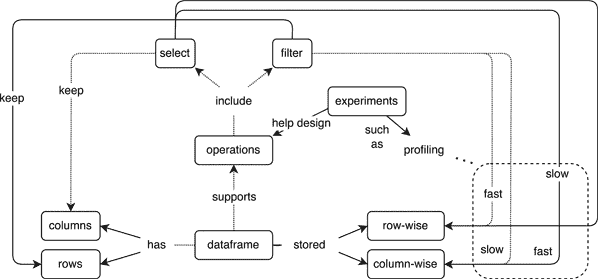 select
filter
keep
keep
include
experiments
help design
such
as
operations
profiling
slow
supports
fast
columns
row-wise
has
dataframe
stored
slow
fast
rows
column-wise